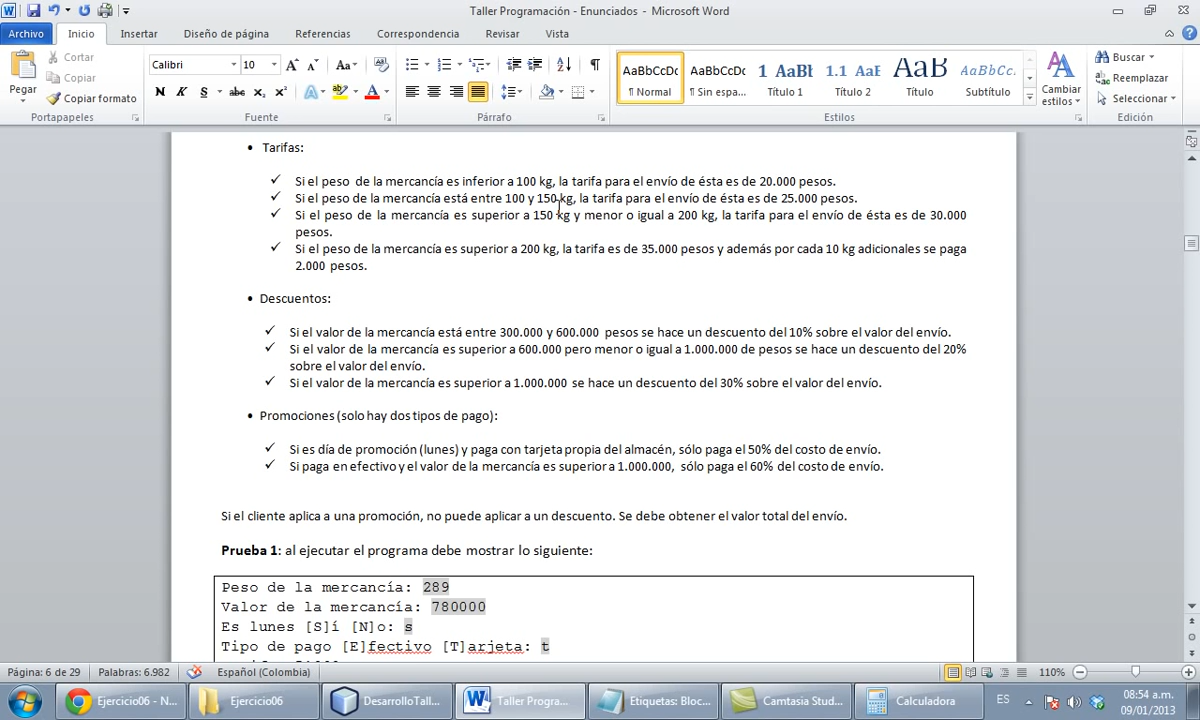 Taller Programación - Enunciados - Microsoft Word
Archivo Inicio Insertar Diseño de página Referencias Correspondencia Revisar Vista
Pegar
Cortar
Copiar
Copiar formato
Portapapeles
Calibri 10
Fuente
Párrafo
AaBbCcDc AaBbCcDc 1 AaBl 1.1 AaE AaB AaBbCcL
¶ Normal ¶ Sin espa... Título 1 Título 2 Título Subtítulo
Cambiar estilos
Estilos
Buscar
Reemplazar
Seleccionar
Edición
• Tarifas:
✓ Si el peso de la mercancía es inferior a 100 kg, la tarifa para el envío de ésta es de 20.000 pesos.
✓ Si el peso de la mercancía está entre 100 y 150 kg, la tarifa para el envío de ésta es de 25.000 pesos.
✓ Si el peso de la mercancía es superior a 150 kg y menor o igual a 200 kg, la tarifa para el envío de ésta es de 30.000
pesos.
✓ Si el peso de la mercancía es superior a 200 kg, la tarifa es de 35.000 pesos y además por cada 10 kg adicionales se paga
2.000 pesos.
• Descuentos:
✓ Si el valor de la mercancía está entre 300.000 y 600.000 pesos se hace un descuento del 10% sobre el valor del envío.
✓ Si el valor de la mercancía es superior a 600.000 pero menor o igual a 1.000.000 de pesos se hace un descuento del 20%
sobre el valor del envío.
✓ Si el valor de la mercancía es superior a 1.000.000 se hace un descuento del 30% sobre el valor del envío.
• Promociones (solo hay dos tipos de pago):
✓ Si es día de promoción (lunes) y paga con tarjeta propia del almacén, sólo paga el 50% del costo de envío.
✓ Si paga en efectivo y el valor de la mercancía es superior a 1.000.000, sólo paga el 60% del costo de envío.
Si el cliente aplica a una promoción, no puede aplicar a un descuento. Se debe obtener el valor total del envío.
Prueba 1: al ejecutar el programa debe mostrar lo siguiente:
Peso de la mercancía: 289
Valor de la mercancía: 780000
Es lunes [S]í [N]o: s
Tipo de pago [E]fectivo [T]arjeta: t
Página: 6 de 29 Palabras: 6.982 Español (Colombia) 110%
Ejercicio06 - N... Ejercicio06 DesarrolloTall... Taller Progra... Etiquetas: Bloc... Camtasia Stud... Calculadora ES 08:54 a.m.
09/01/2013